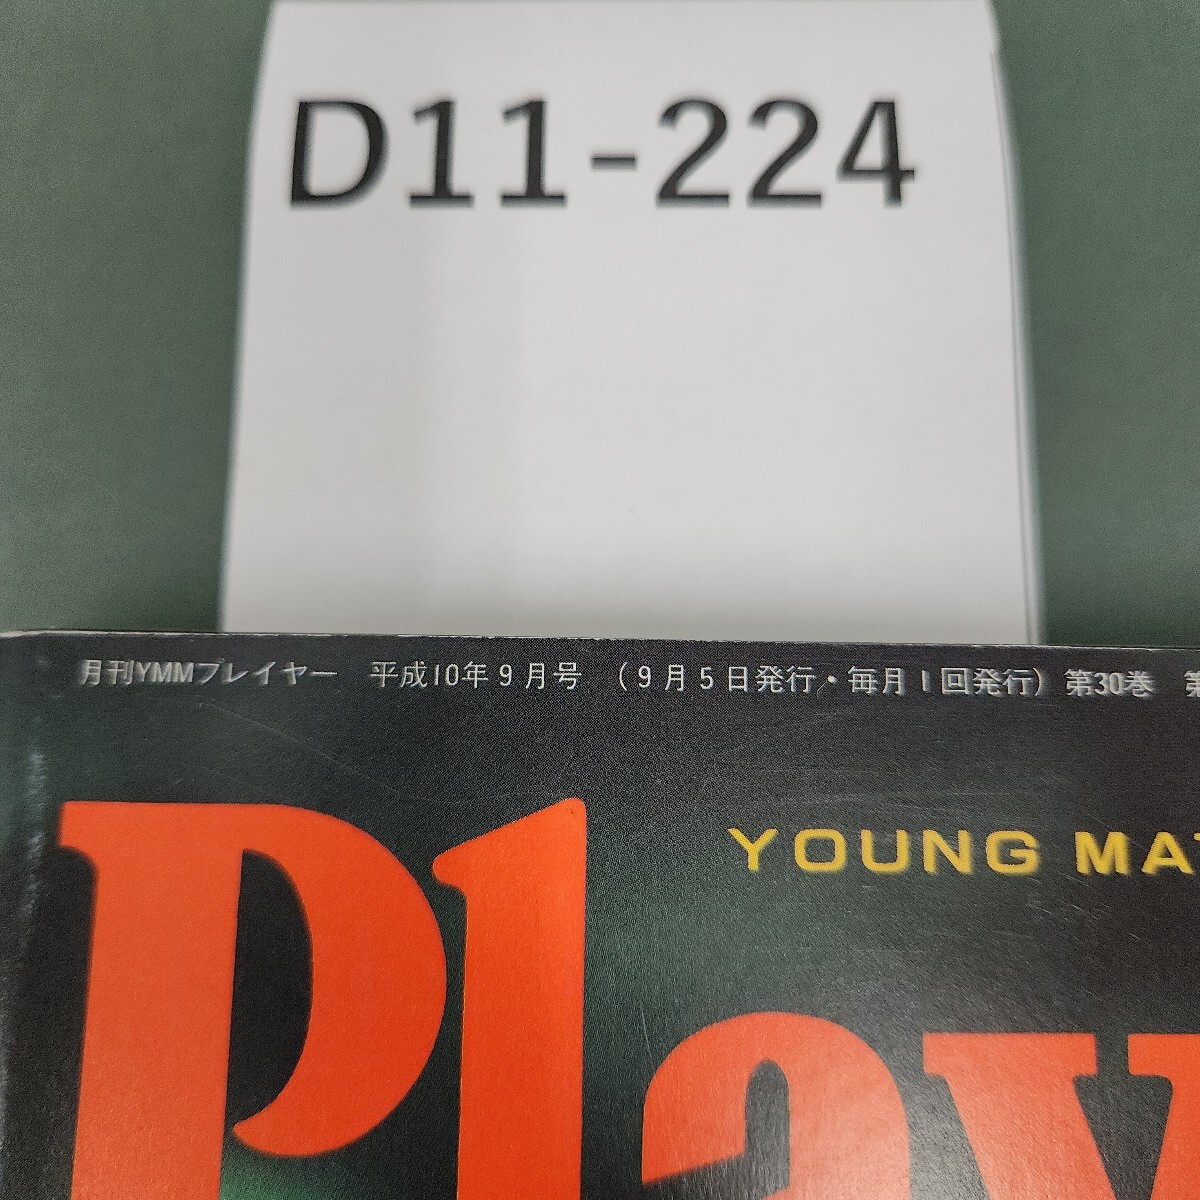 D11-224
月刊YMMプレイヤー 平成10年9月号 (9月5日発行・毎月1回発行) 第30巻 第
YOUNG MA
Play